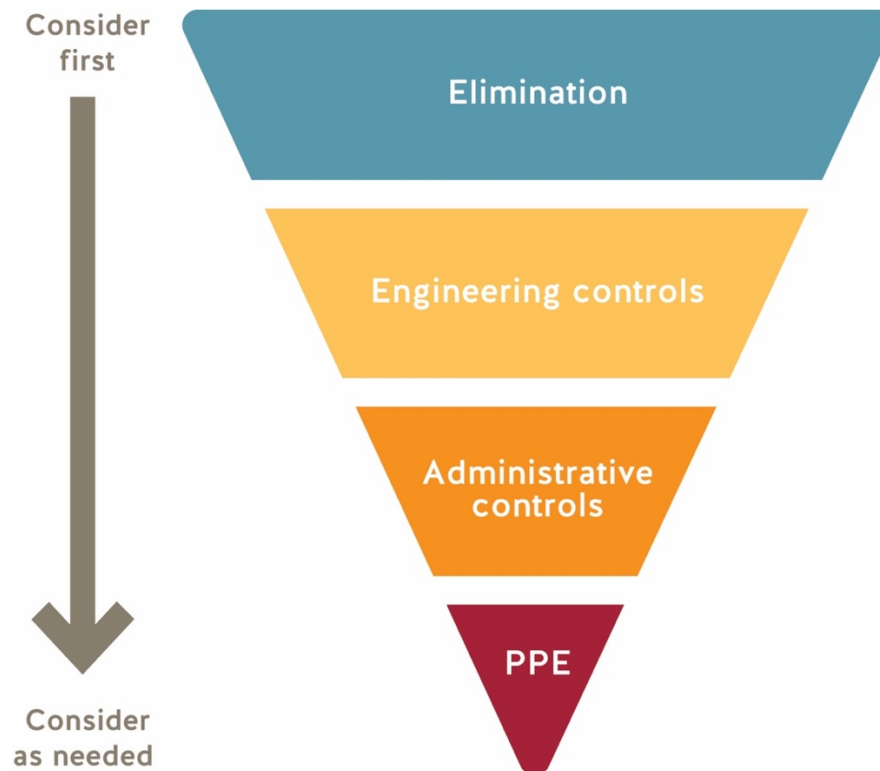 Consider
first
Elimination
Engineering controls
Administrative
controls
PPE
Consider
as needed